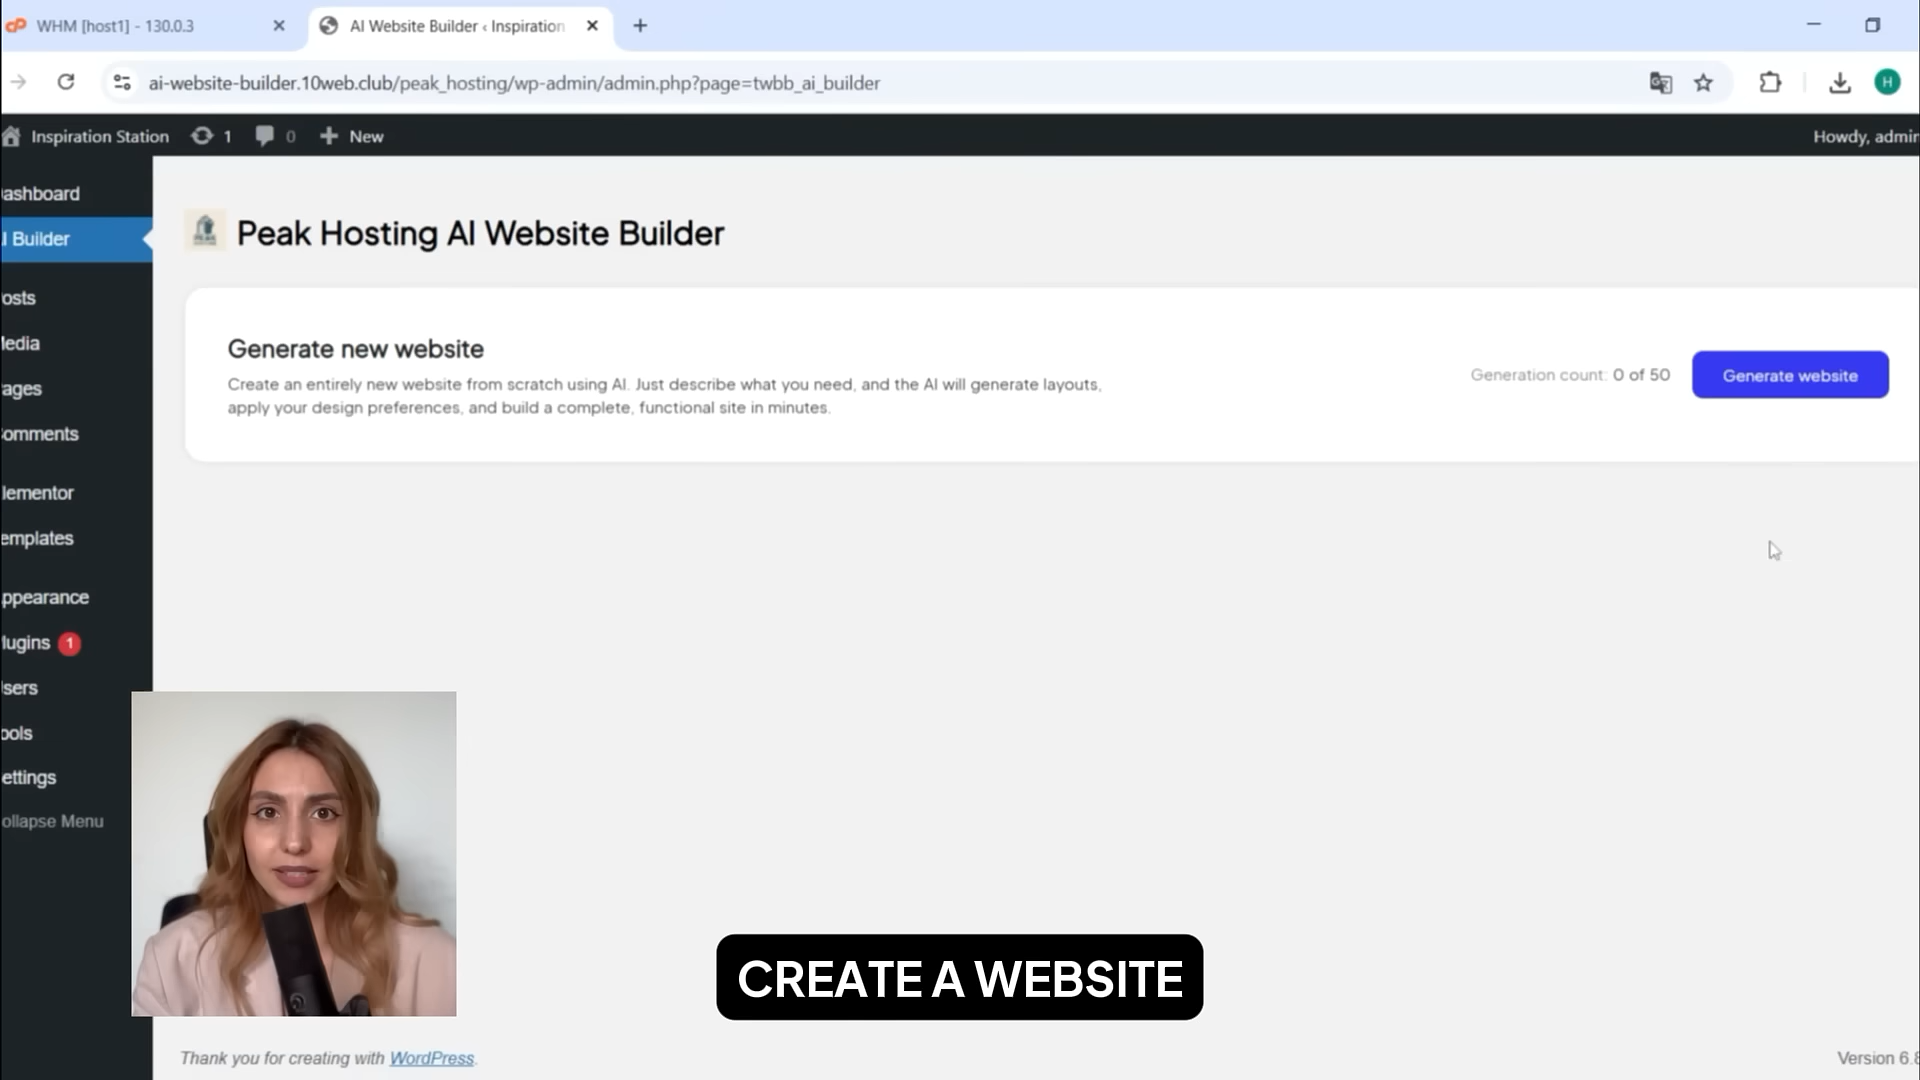 WHM [host1] - 130.0.3
AI Website Builder ‹ Inspiration
ai-website-builder.10web.club/peak_hosting/wp-admin/admin.php?page=twbb_ai_builder
H
Inspiration Station
1
0
New
Howdy, admin
ashboard
I Builder
osts
edia
ages
omments
lementor
emplates
ppearance
lugins 1
sers
ools
ettings
ollapse Menu
Peak Hosting AI Website Builder
Generate new website
Create an entirely new website from scratch using AI. Just describe what you need, and the AI will generate layouts,
apply your design preferences, and build a complete, functional site in minutes.
Generation count: 0 of 50
Generate website
CREATE A WEBSITE
Thank you for creating with WordPress.
Version 6.8